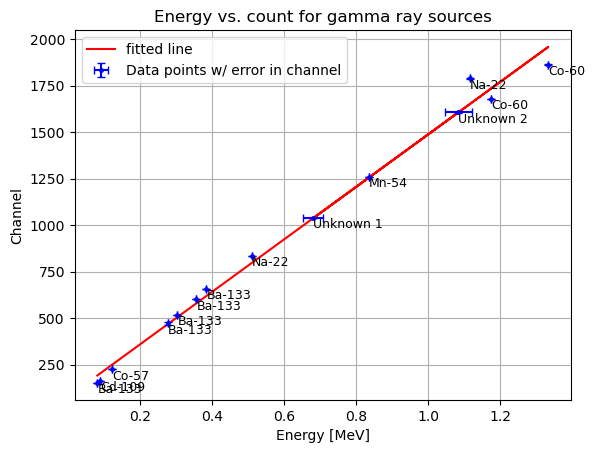 Energy vs. count for gamma ray sources
fitted line
Data points w/ error in channel
2000
1750
1500
1250
1000
750
500
250
Channel
Co-60
Na-22
Co-60
Unknown 2
Mn-54
Unknown 1
Na-22
Ba-133
Ba-133
Ba-133
Ba-133
Co-57
Cd-109
Ba-133
0.2 0.4 0.6 0.8 1.0 1.2
Energy [MeV]